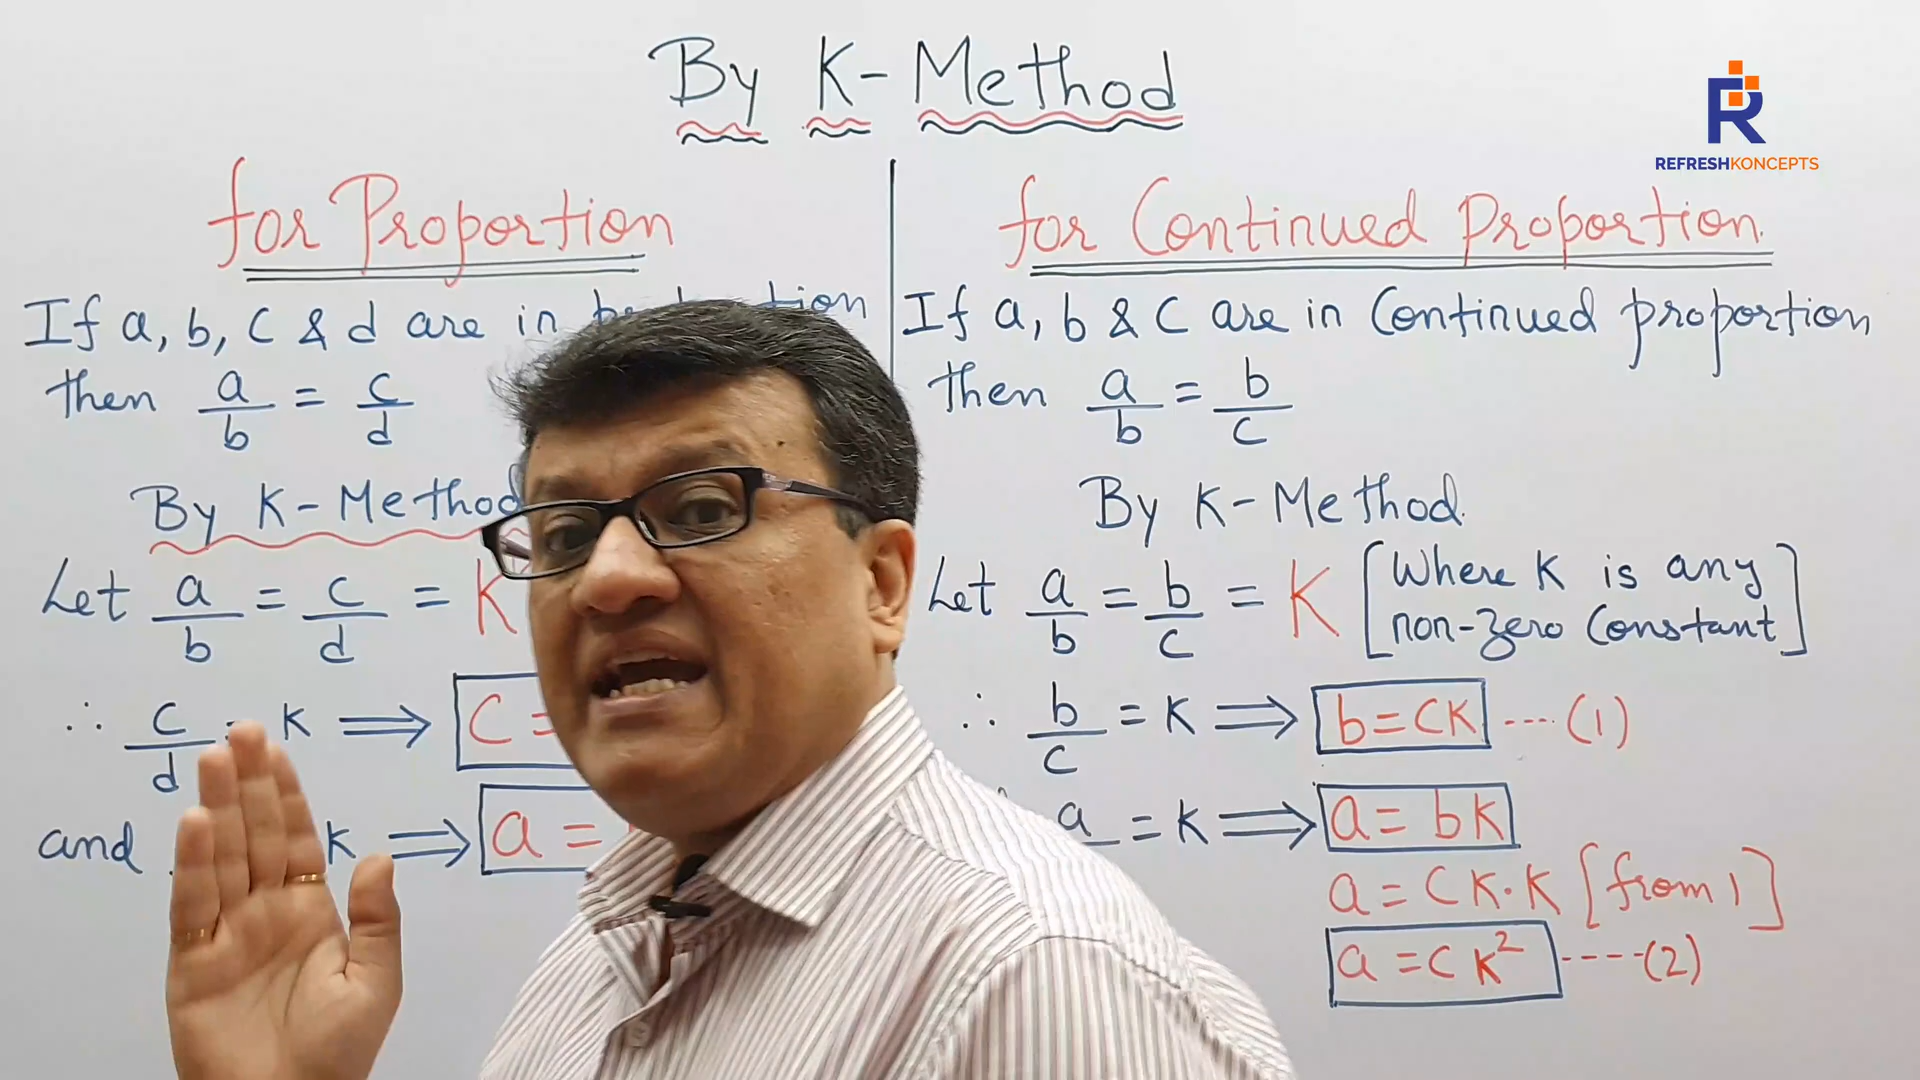 By K-Method
REFRESHKONCEPTS
for Proportion
If a, b, c & d are in
then a/b = c/d
By K-Method
Let a/b = c/d = K
∴ c/d = K ⟹ c =
and K ⟹ a =
for Continued Proportion
If a, b & c are in Continued proportion
then a/b = b/c
By K-Method
Let a/b = b/c = K [Where K is any
non-zero Constant]
∴ b/c = K ⟹ b = CK ---- (1)
a = K ⟹ a = bK
a = CK·K [from 1]
a = CK² ---- (2)